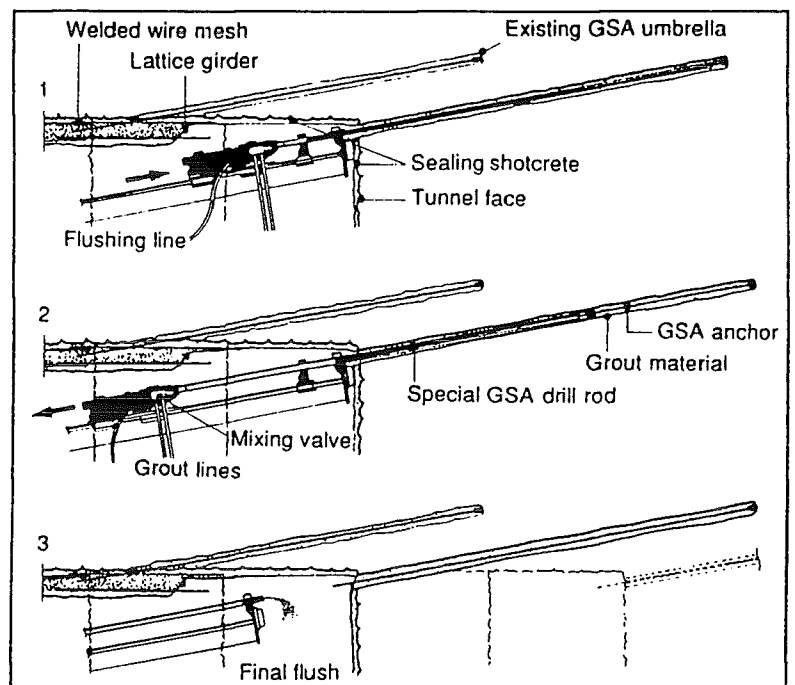 Welded wire mesh
Existing GSA umbrella
Lattice girder
1
Sealing shotcrete
Tunnel face
Flushing line
2
GSA anchor
Grout material
Special GSA drill rod
Mixing valve
Grout lines
3
Final flush